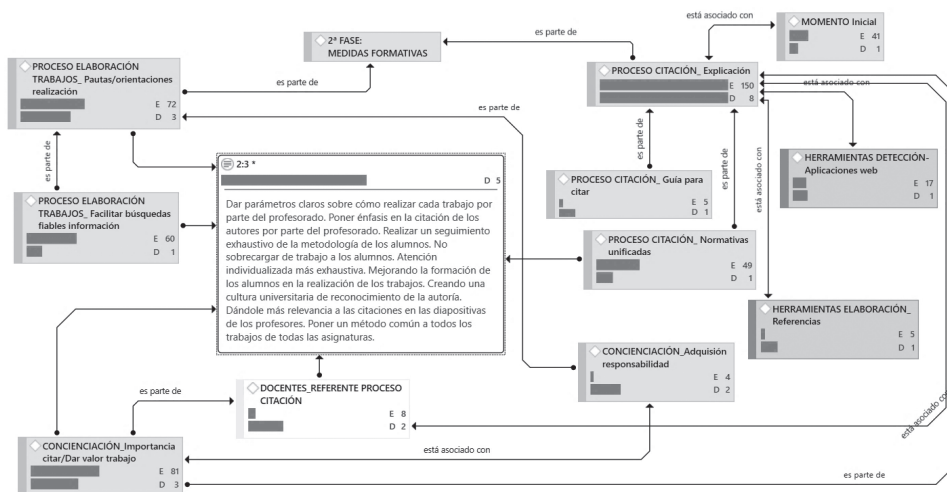 está asociado con
MOMENTO Inicial
E 41
D 1
es parte de
2ª FASE:
MEDIDAS FORMATIVAS
PROCESO ELABORACIÓN
TRABAJOS_ Pautas/orientaciones
realización
E 72
D 3
es parte de
PROCESO CITACIÓN_ Explicación
E 150
D 8
está asociado con
es parte de
es parte de
es parte de
es parte de
está asociado con
2:3 *
D 5
Dar parámetros claros sobre cómo realizar cada trabajo por
parte del profesorado. Poner énfasis en la citación de los
autores por parte del profesorado. Realizar un seguimiento
exhaustivo de la metodología de los alumnos. No
sobrecargar de trabajo a los alumnos. Atención
individualizada más exhaustiva. Mejorando la formación de
los alumnos en la realización de los trabajos. Creando una
cultura universitaria de reconocimiento de la autoría.
Dándole más relevancia a las citaciones en las diapositivas
de los profesores. Poner un método común a todos los
trabajos de todas las asignaturas.
HERRAMIENTAS DETECCIÓN-
Aplicaciones web
E 17
D 1
PROCESO CITACIÓN_ Guía para
citar
E 5
D 1
PROCESO ELABORACIÓN
TRABAJOS_ Facilitar búsquedas
fiables información
E 60
D 1
PROCESO CITACIÓN_ Normativas
unificadas
E 49
D 1
HERRAMIENTAS ELABORACIÓN_
Referencias
E 5
D 1
CONCIENCIACIÓN_Adquisión
responsabilidad
E 4
D 2
DOCENTES_REFERENTE PROCESO
CITACIÓN
E 8
D 2
es parte de
está asociado con
está asociado con
CONCIENCIACIÓN_Importancia
citar/Dar valor trabajo
E 81
D 3
es parte de